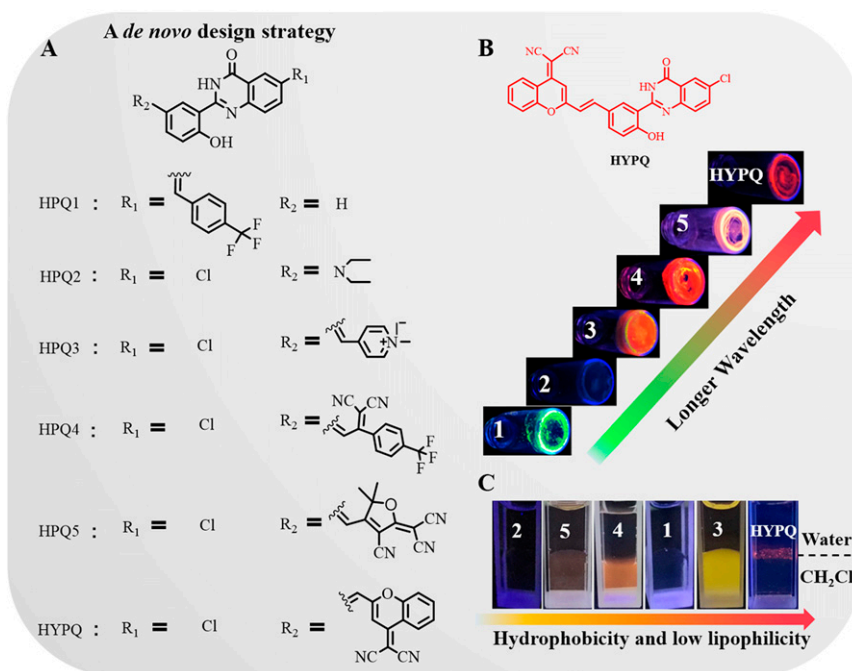 A de novo design strategy
A
R₁
R₂
O
HN
N
OH
HPQ1 : R₁ = F F F R₂ = H
HPQ2 : R₁ = Cl R₂ = N
HPQ3 : R₁ = Cl R₂ = N⁺ I⁻
HPQ4 : R₁ = Cl R₂ = NC CN F F F
HPQ5 : R₁ = Cl R₂ = O CN CN CN
HYPQ : R₁ = Cl R₂ = O NC CN
B
NC CN
O
HN
Cl
O
N
OH
HYPQ
HYPQ
5
4
3
2
1
Longer Wavelength
C
2 5 4 1 3 HYPQ
Water
CH₂Cl
Hydrophobicity and low lipophilicity